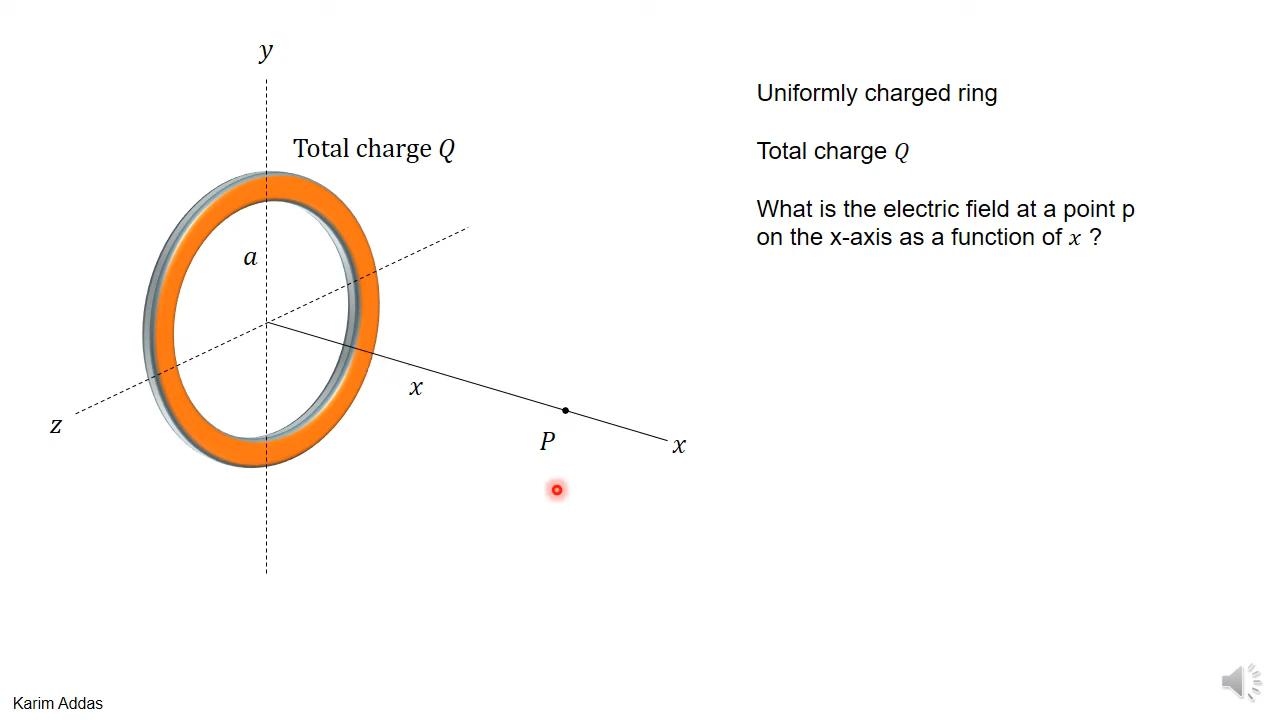 y
Total charge Q
a
z
x
P
x
Uniformly charged ring
Total charge Q
What is the electric field at a point p
on the x-axis as a function of x ?
Karim Addas